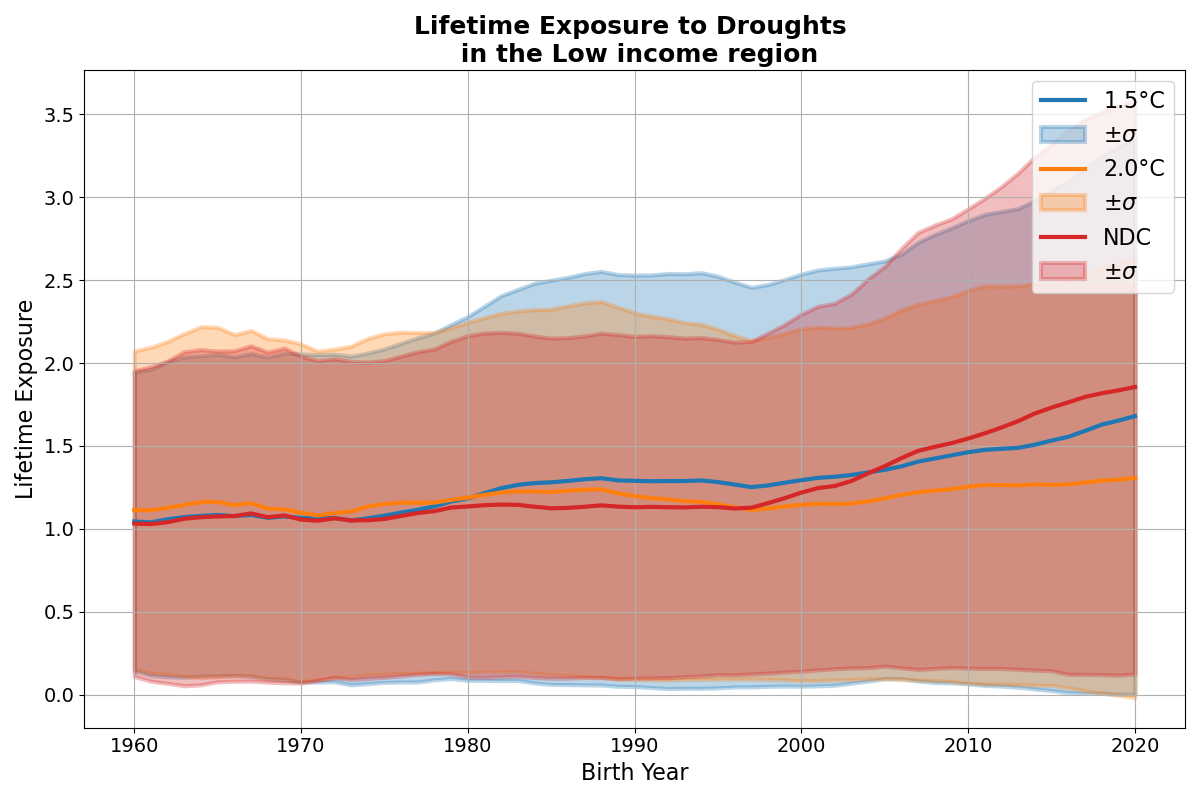 Lifetime Exposure to Droughts
in the Low income region
Lifetime Exposure
3.5
3.0
2.5
2.0
1.5
1.0
0.5
0.0
1.5°C
±σ
2.0°C
±σ
NDC
±σ
1960 1970 1980 1990 2000 2010 2020
Birth Year